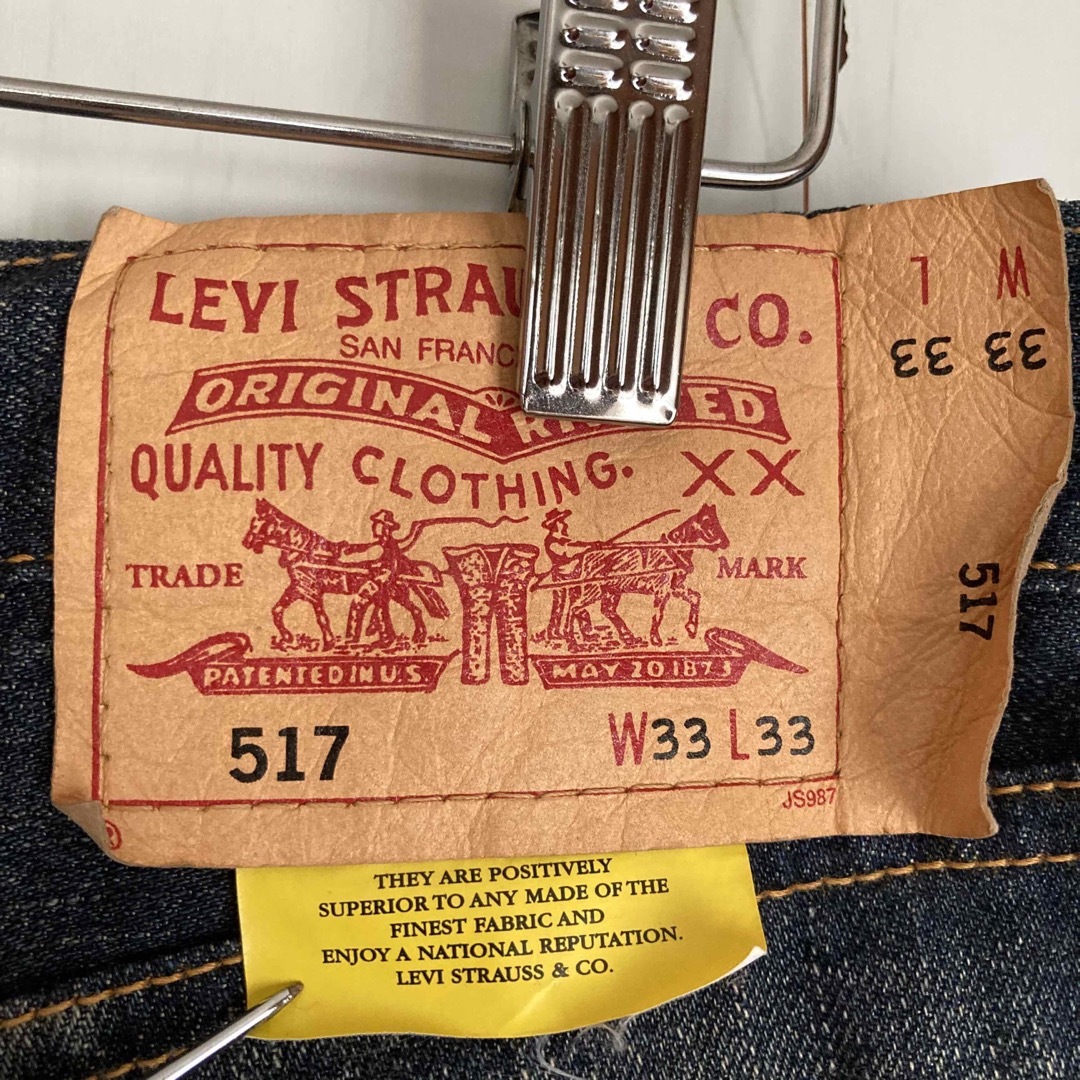 LEVI STRAU CO.
SAN FRANC
ORIGINAL RI ED
QUALITY CLOTHING. XX
TRADE MARK
PATENTED IN U.S. MAY 20 1873
517 W33 L33
JS987
®
W 33
L 33 33
517
THEY ARE POSITIVELY
SUPERIOR TO ANY MADE OF THE
FINEST FABRIC AND
ENJOY A NATIONAL REPUTATION.
LEVI STRAUSS & CO.